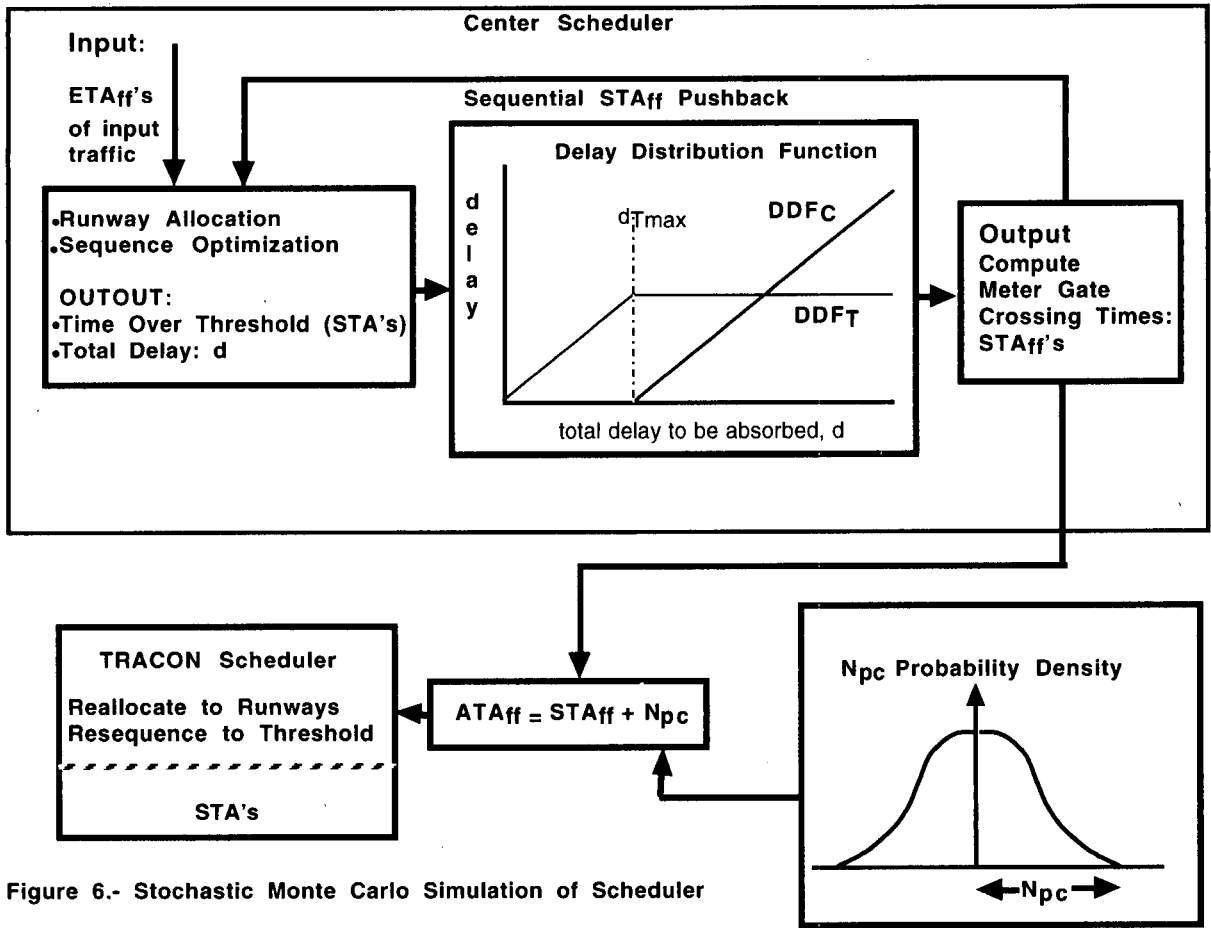 Center Scheduler
Input:
ETAff's
of input
traffic
Sequential STAff Pushback
•Runway Allocation
•Sequence Optimization
OUTOUT:
•Time Over Threshold (STA's)
•Total Delay: d
Delay Distribution Function
delay
dTmax
DDFC
DDFT
total delay to be absorbed, d
Output
Compute
Meter Gate
Crossing Times:
STAff's
TRACON Scheduler
Reallocate to Runways
Resequence to Threshold
STA's
ATAff = STAff + Npc
Npc Probability Density
Npc
Figure 6.- Stochastic Monte Carlo Simulation of Scheduler